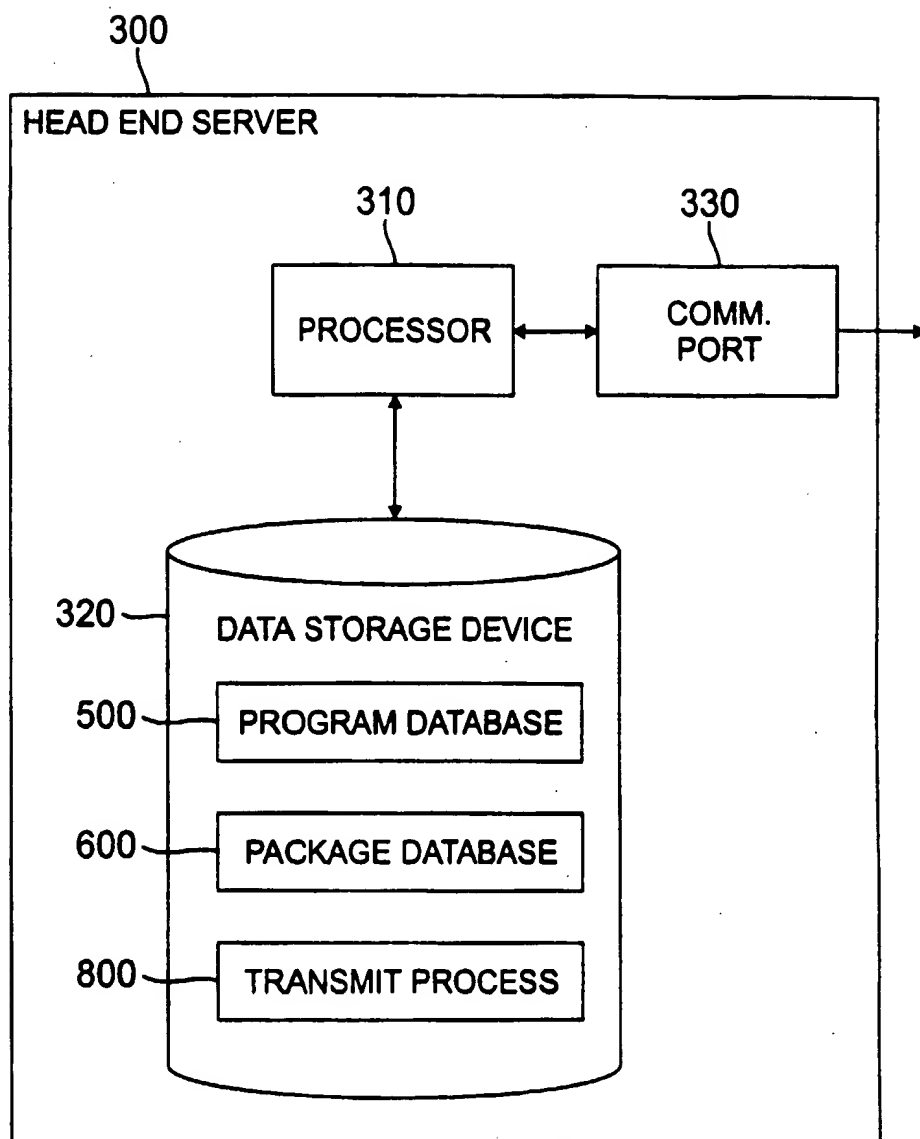 300
HEAD END SERVER
310
330
PROCESSOR
COMM.
PORT
320
DATA STORAGE DEVICE
500
PROGRAM DATABASE
600
PACKAGE DATABASE
800
TRANSMIT PROCESS